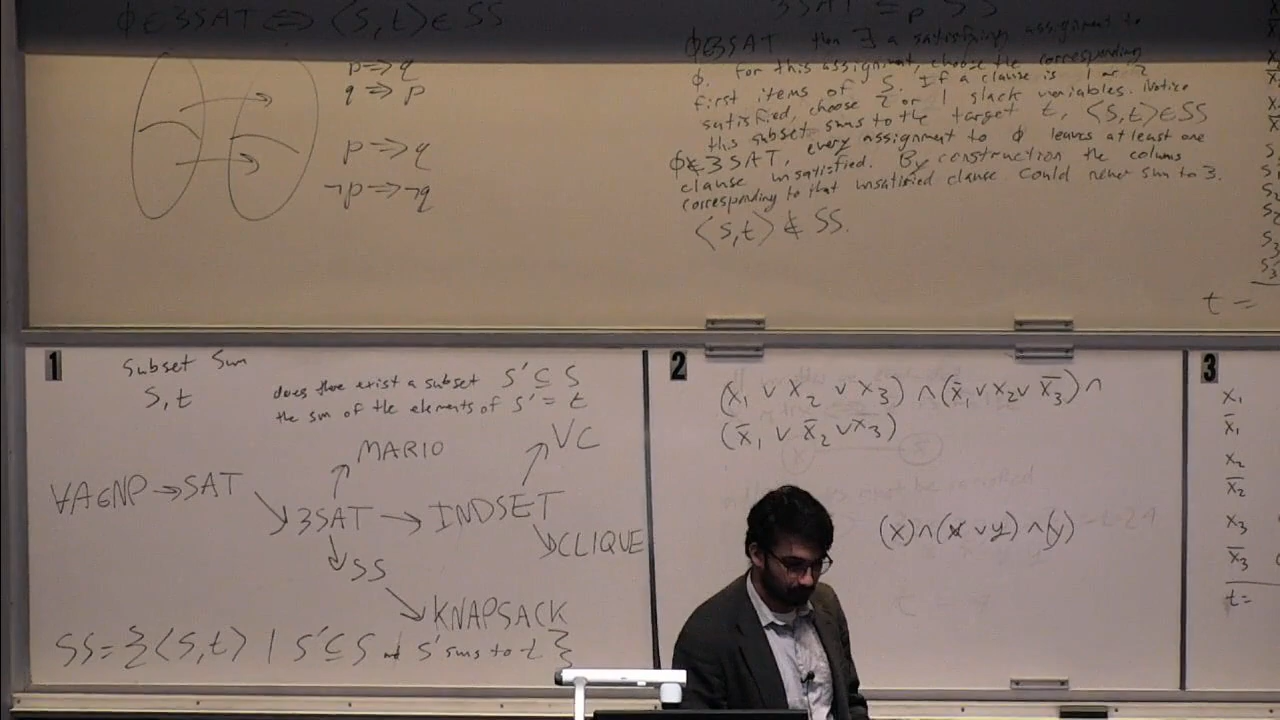 ϕ∈3SAT ⟺ ⟨S,t⟩∈SS
p⟹q
q⟹p
p⟹q
¬p⟹¬q
3SAT ≤p SS
ϕ∈3SAT then ∃ a satisfying assignment to
ϕ. For this assignment, choose the corresponding
first items of S. If a clause is 1 or 2
satisfied, choose 2 or 1 slack variables. Notice
this subset sums to the target t, ⟨S,t⟩∈SS
ϕ∉3SAT, every assignment to ϕ leaves at least one
clause unsatisfied. By construction the column
corresponding to that unsatisfied clause could never sum to 3.
⟨S,t⟩∉SS.
t=
1
Subset Sum
S,t
does there exist a subset S'⊆S
the sum of the elements of S' = t
MARIO
VC
∀A∈NP → SAT
3SAT → INDSET
CLIQUE
SS
KNAPSACK
SS={⟨S,t⟩ | S'⊆S and S' sums to t}
2
(x₁ ∨ x₂ ∨ x₃) ∧ (x̄₁ ∨ x₂ ∨ x̄₃) ∧
(x̄₁ ∨ x̄₂ ∨ x₃)
(x)∧(x ∨ y)∧(y)
3
x₁
x̄₁
x₂
x̄₂
x₃
x̄₃
t=